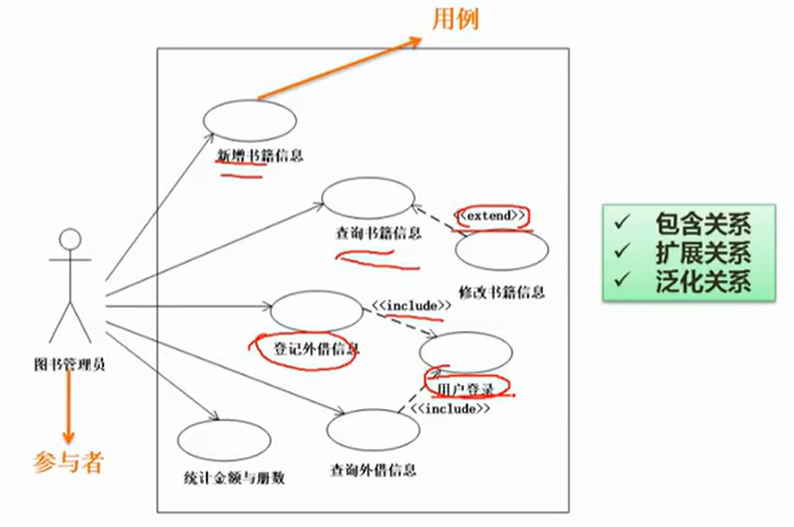 用例
新增书籍信息
<<extend>>
查询书籍信息
修改书籍信息
<<include>>
登记外借信息
用户登录
<<include>>
查询外借信息
统计金额与册数
图书管理员
参与者
✓ 包含关系
✓ 扩展关系
✓ 泛化关系